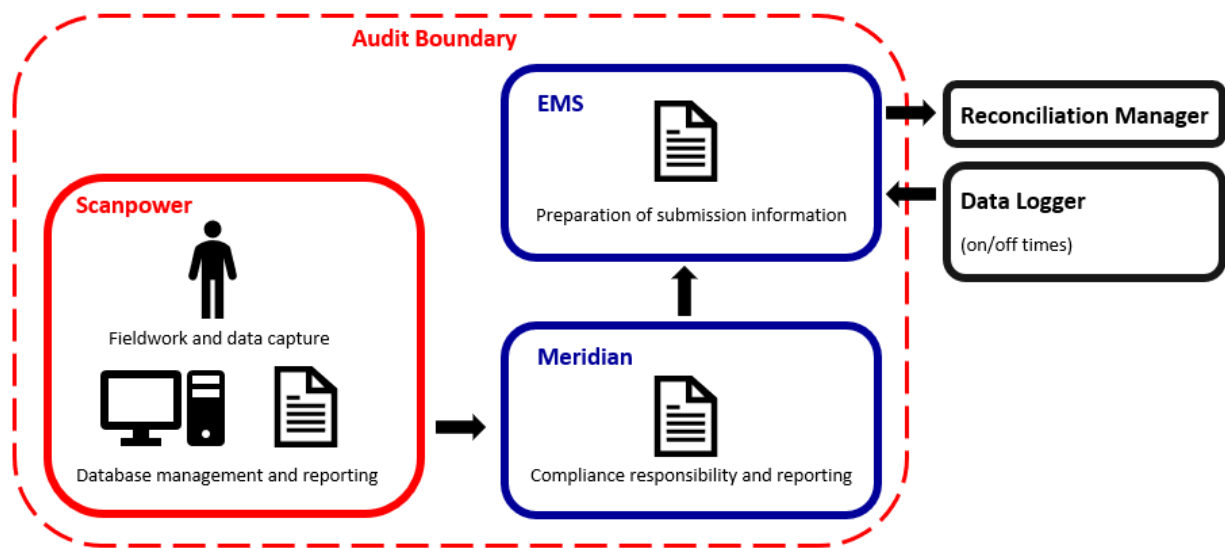 Audit Boundary
EMS
Preparation of submission information
Reconciliation Manager
Data Logger
(on/off times)
Scanpower
Fieldwork and data capture
Database management and reporting
Meridian
Compliance responsibility and reporting